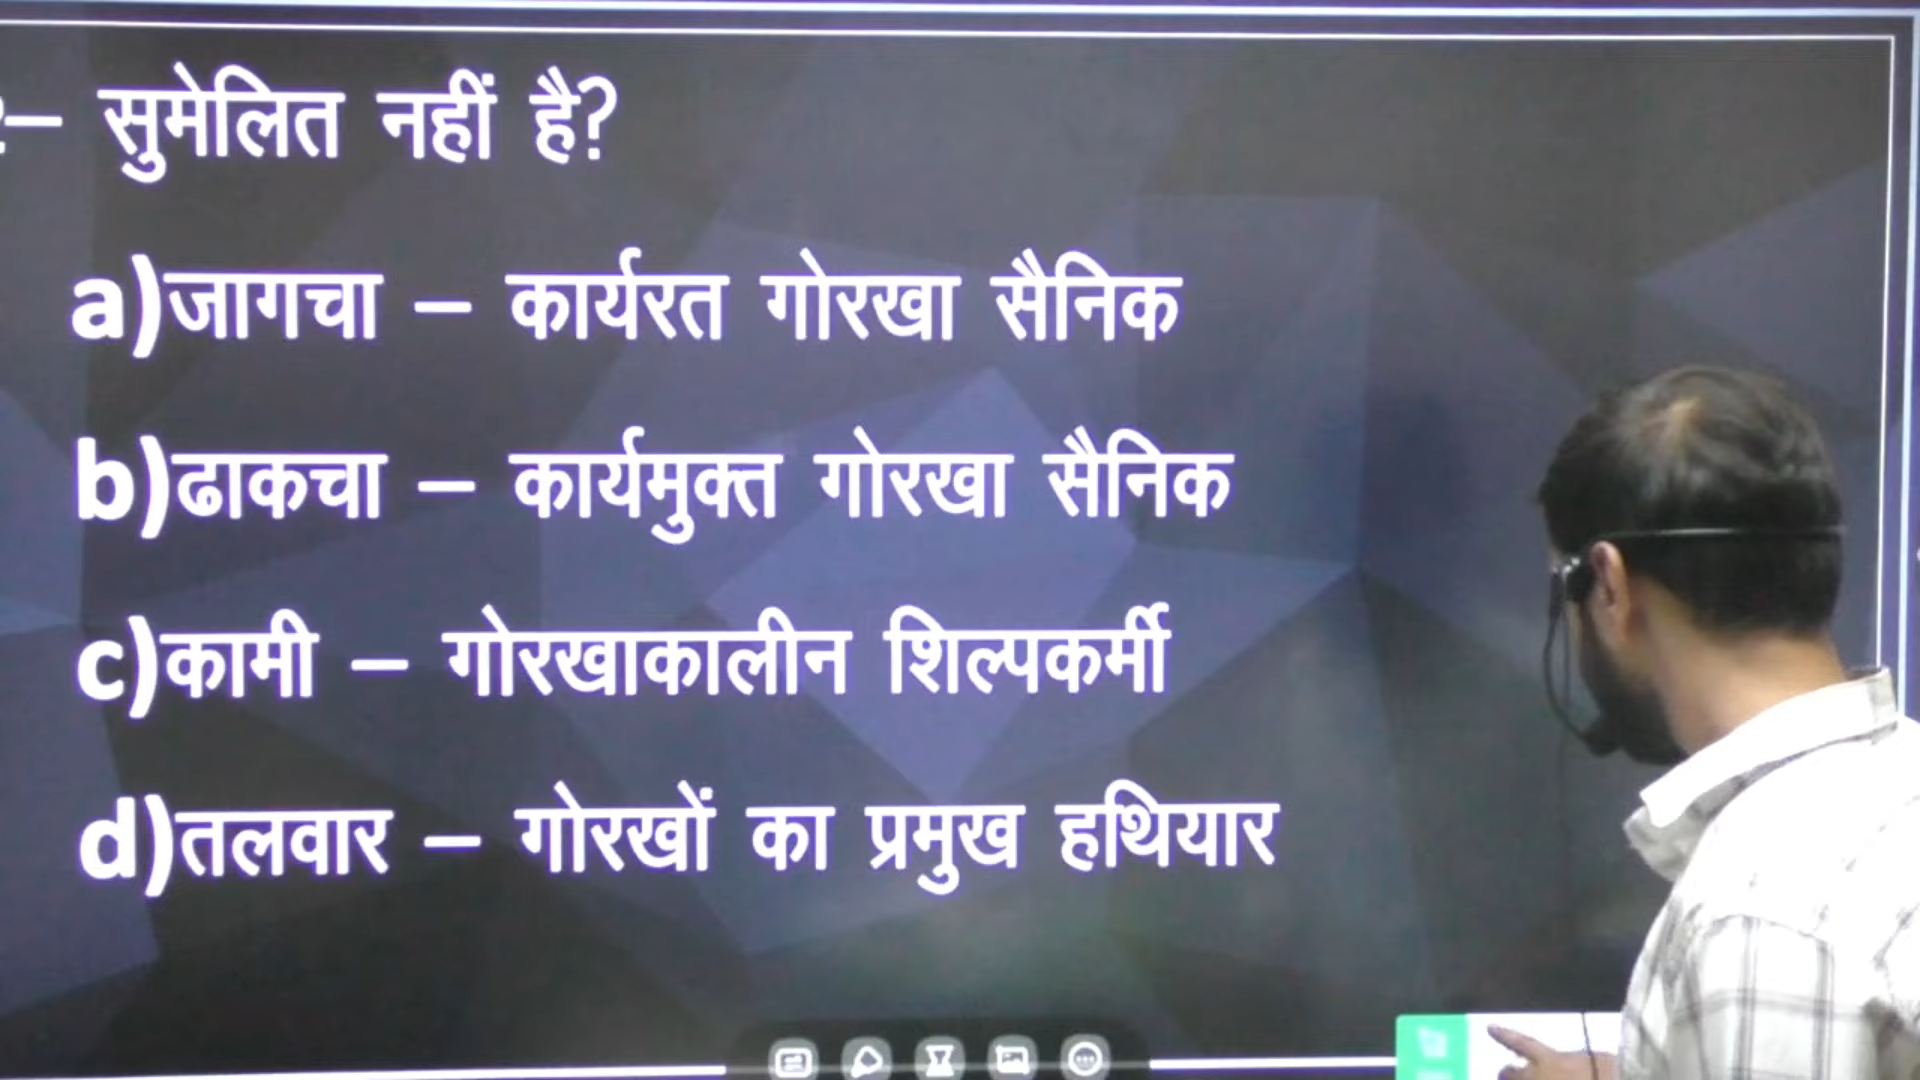 – सुमेलित नहीं है?
a)जागचा – कार्यरत गोरखा सैनिक
b)ढाकचा – कार्यमुक्त गोरखा सैनिक
c)कामी – गोरखाकालीन शिल्पकर्मी
d)तलवार – गोरखों का प्रमुख हथियार